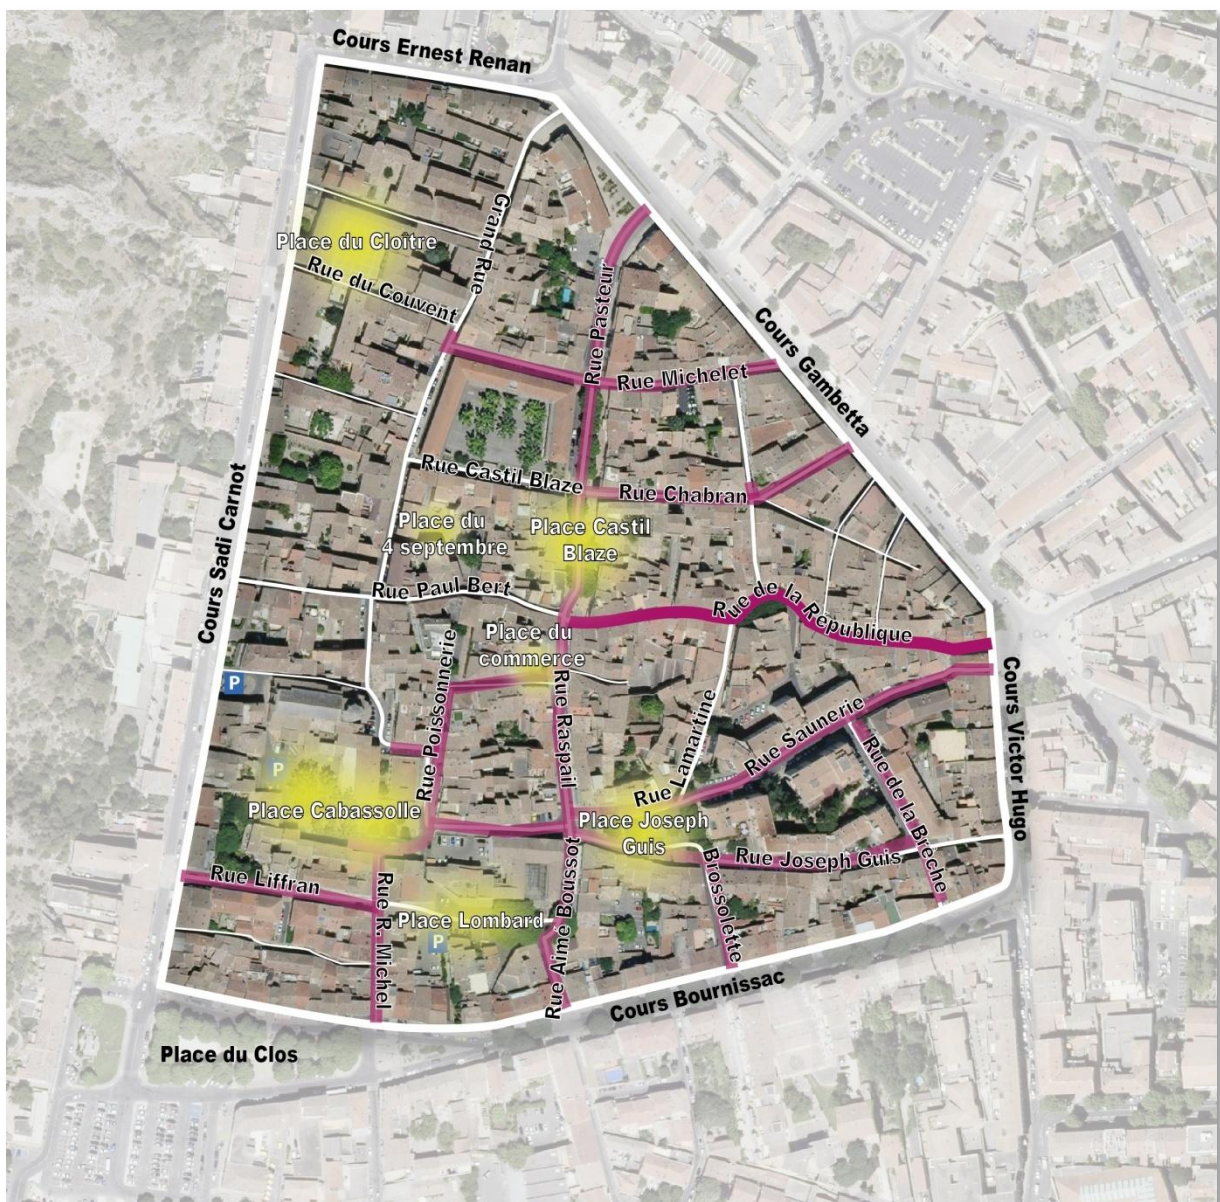 Cours Ernest Renan
Grand Rue
Place du Cloître
Rue du Couvent
Rue Pasteur
Cours Gambetta
Rue Michelet
Rue Castil Blaze
Rue Chabran
Cours Sadi Carnot
Place du
4 septembre
Place Castil
Blaze
Rue Paul Bert
Rue de la République
Place du
commerce
Rue Poissonnerie
Rue Raspail
P
Rue Lamartine
Rue Saunerie
Cours Victor Hugo
P
Rue de la Breche
Place Cabassolle
Place Joseph
Guis
Rue Joseph Guis
Brossolette
Rue Liffran
Rue R. Michel
Place Lombard
P
Rue Aimé Boussot
Cours Bournissac
Place du Clos